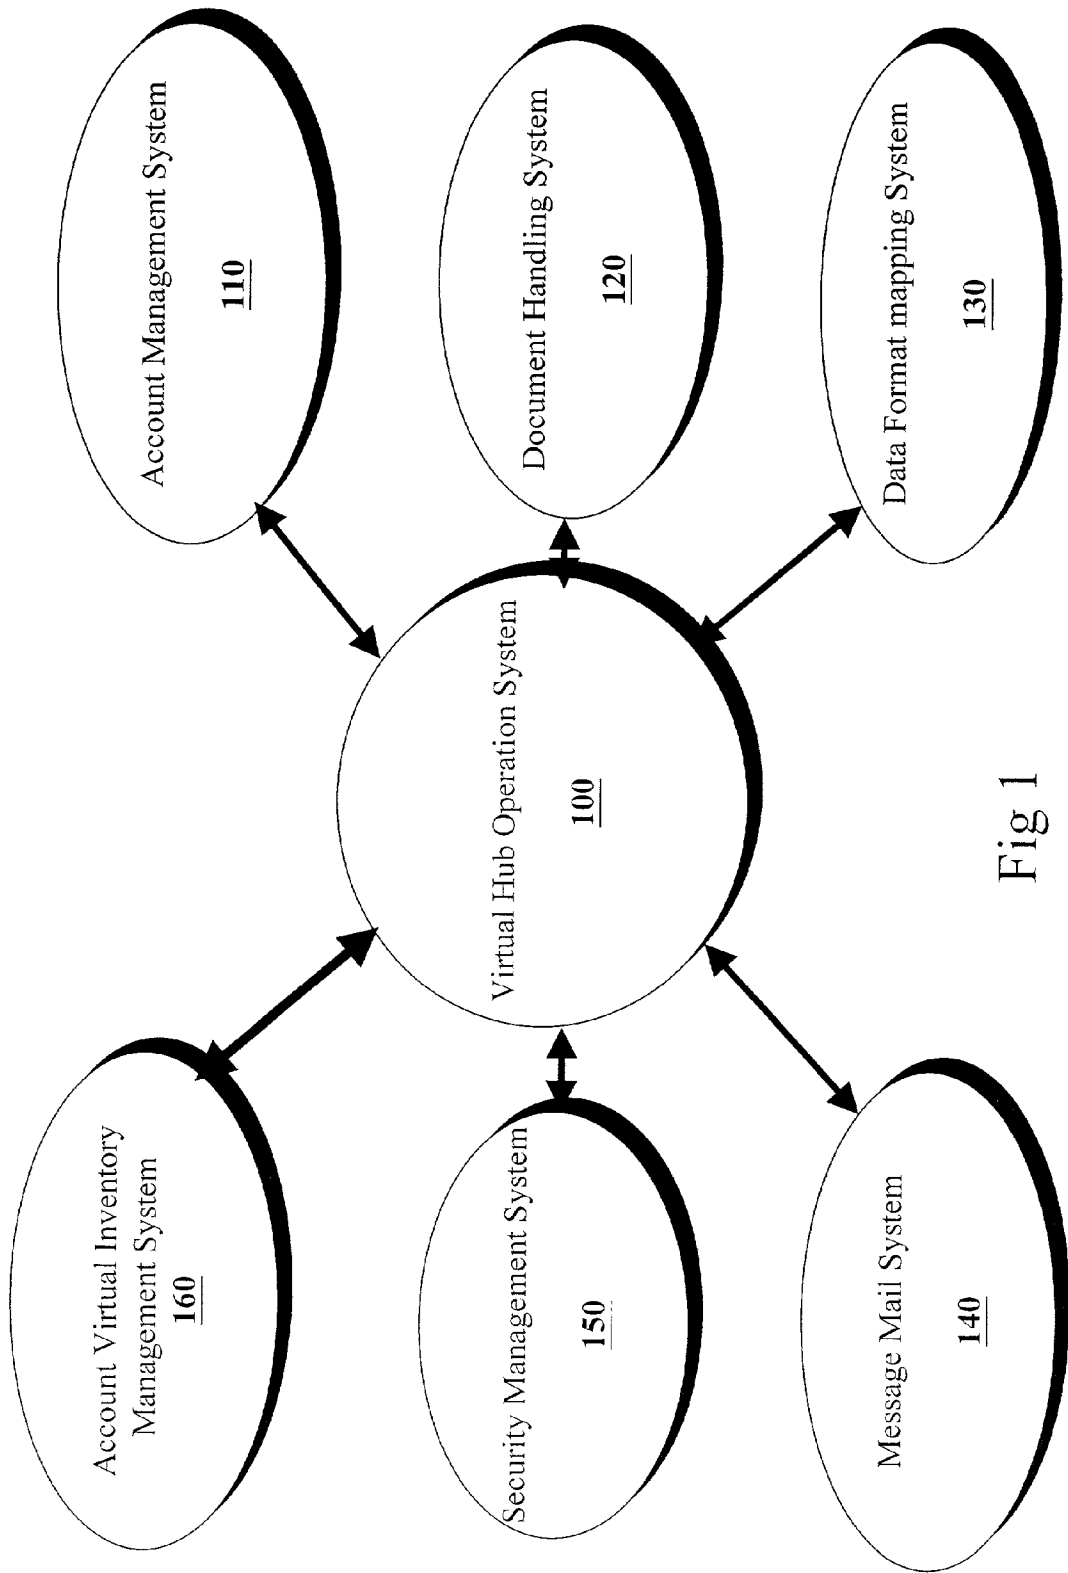 Account Virtual Inventory
Management System
160
Account Management System
110
Virtual Hub Operation System
100
Security Management System
150
Document Handling System
120
Message Mail System
140
Data Format mapping System
130
Fig 1